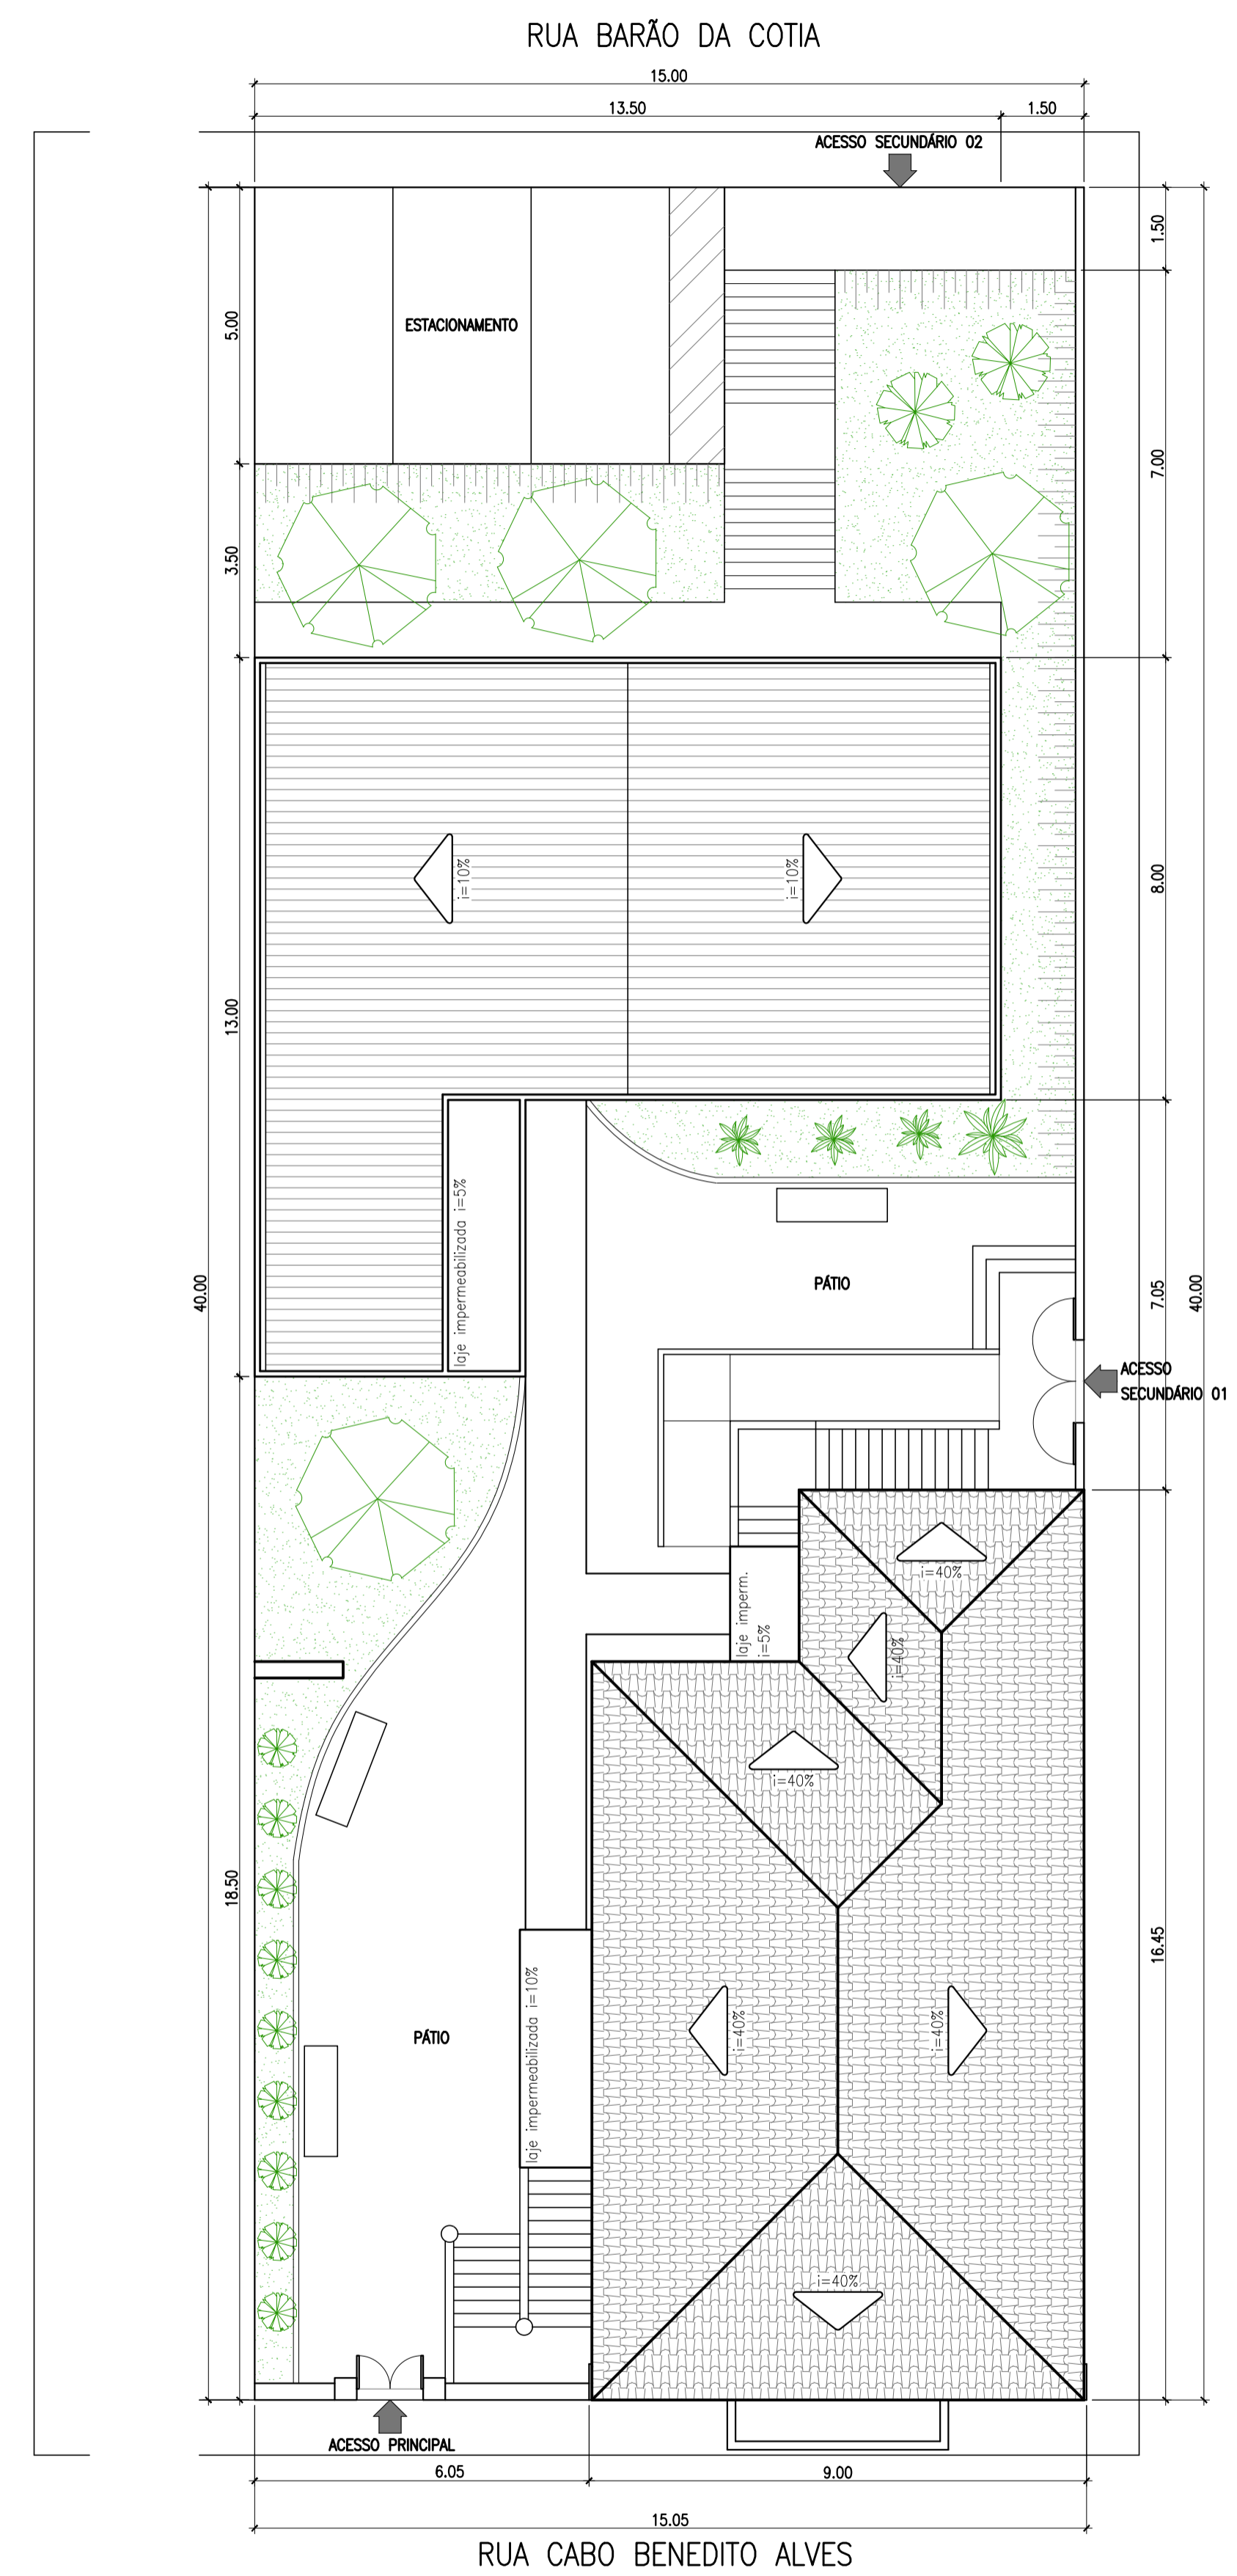 RUA BARÃO DA COTIA
15.00
13.50
1.50
ACESSO SECUNDÁRIO 02
1.50
5.00
ESTACIONAMENTO
7.00
3.50
i=10%
i=10%
8.00
13.00
laje impermeabilizada i=5%
PÁTIO
40.00
7.05
40.00
ACESSO
SECUNDÁRIO 01
i=40%
laje imperm.
i=5%
i=40%
i=40%
18.50
16.45
laje impermeabilizada i=10%
PÁTIO
i=40%
i=40%
i=40%
ACESSO PRINCIPAL
6.05
9.00
15.05
RUA CABO BENEDITO ALVES